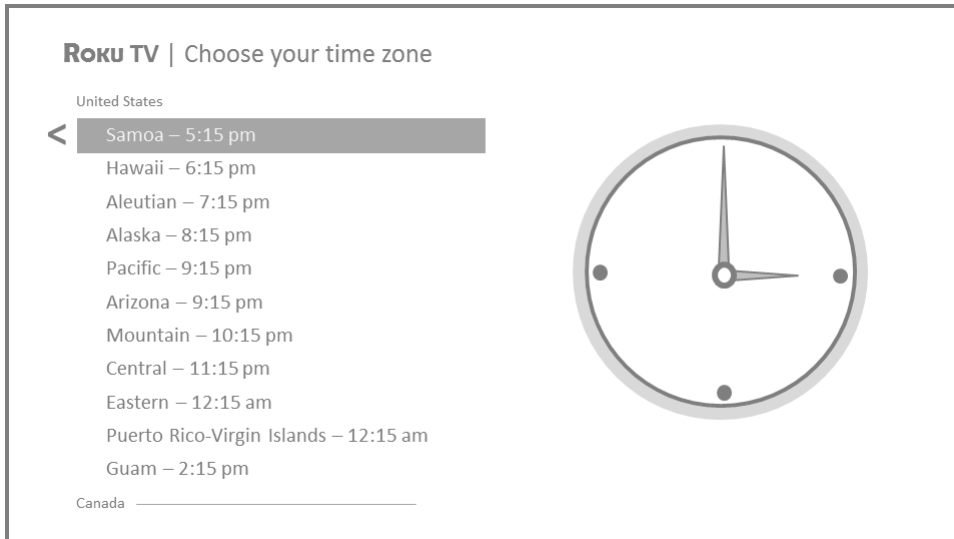 ROKU TV | Choose your time zone
United States
<
Samoa – 5:15 pm
Hawaii – 6:15 pm
Aleutian – 7:15 pm
Alaska – 8:15 pm
Pacific – 9:15 pm
Arizona – 9:15 pm
Mountain – 10:15 pm
Central – 11:15 pm
Eastern – 12:15 am
Puerto Rico-Virgin Islands – 12:15 am
Guam – 2:15 pm
Canada